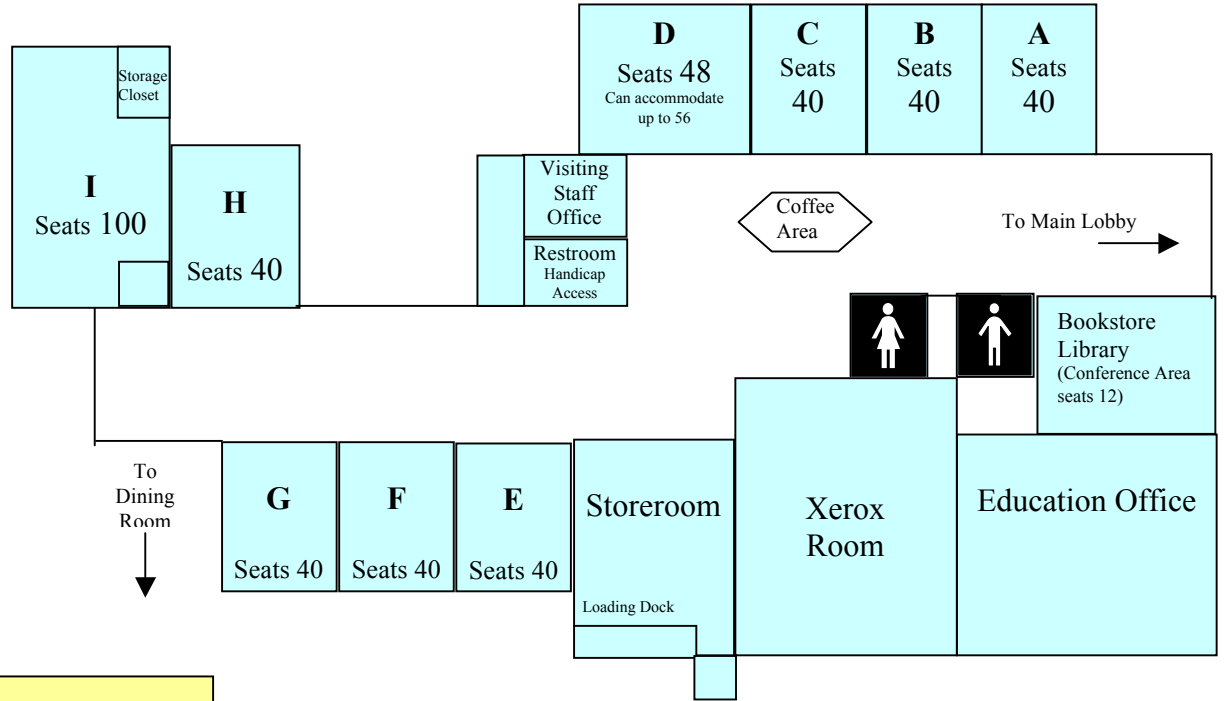 D
Seats 48
Can accommodate
up to 56
C
Seats
40
B
Seats
40
A
Seats
40
Storage
Closet
I
Seats 100
H
Seats 40
Visiting
Staff
Office
Restroom
Handicap
Access
Coffee
Area
To Main Lobby
Bookstore
Library
(Conference Area
seats 12)
To
Dining
Room
G
Seats 40
F
Seats 40
E
Seats 40
Storeroom
Loading Dock
Xerox
Room
Education Office